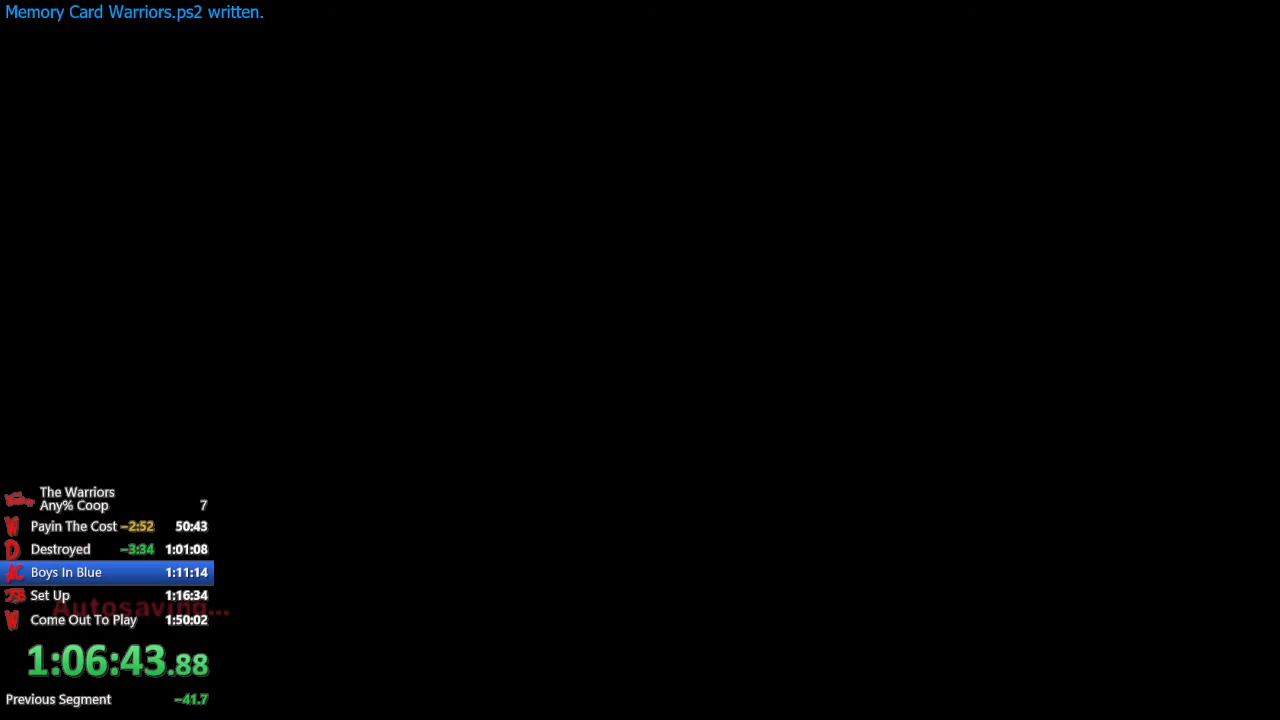 Memory Card Warriors.ps2 written.
The Warriors
Any% Coop 7
Payin The Cost -2:52 50:43
Destroyed -3:34 1:01:08
Boys In Blue 1:11:14
Set Up 1:16:34
Autosaving...
Come Out To Play 1:50:02
1:06:43.88
Previous Segment -41.7